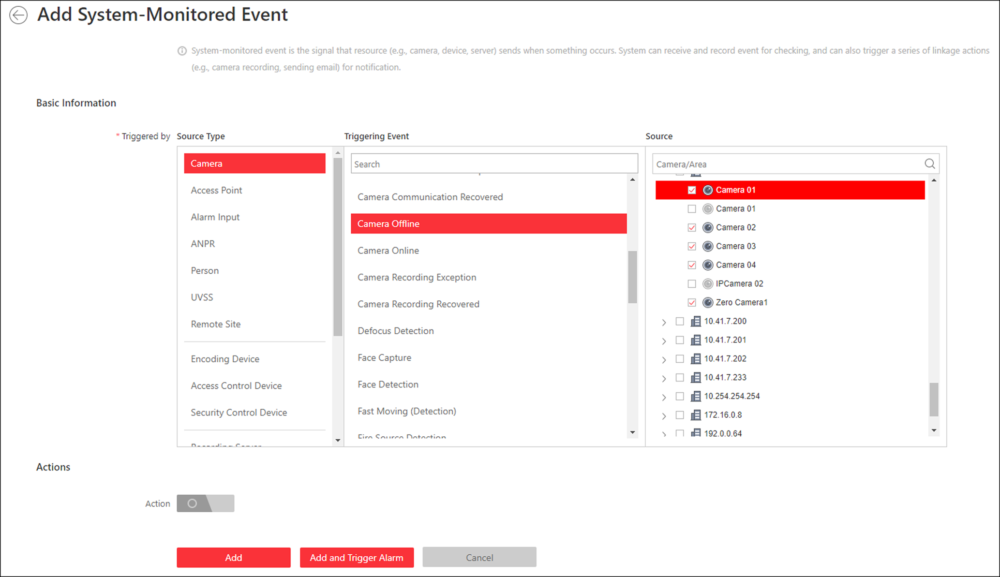 Add System-Monitored Event
System-monitored event is the signal that resource (e.g., camera, device, server) sends when something occurs. System can receive and record event for checking, and can also trigger a series of linkage actions
(e.g., camera recording, sending email) for notification.
Basic Information
* Triggered by
Source Type
Camera
Access Point
Alarm Input
ANPR
Person
UVSS
Remote Site
Encoding Device
Access Control Device
Security Control Device
Recording Server
Triggering Event
Search
Camera Communication Recovered
Camera Offline
Camera Online
Camera Recording Exception
Camera Recording Recovered
Defocus Detection
Face Capture
Face Detection
Fast Moving (Detection)
Fire Source Detection
Source
Camera/Area
Camera 01
Camera 01
Camera 02
Camera 03
Camera 04
IPCamera 02
Zero Camera1
10.41.7.200
10.41.7.201
10.41.7.202
10.41.7.233
10.254.254.254
172.16.0.8
192.0.0.64
Actions
Action
Add
Add and Trigger Alarm
Cancel